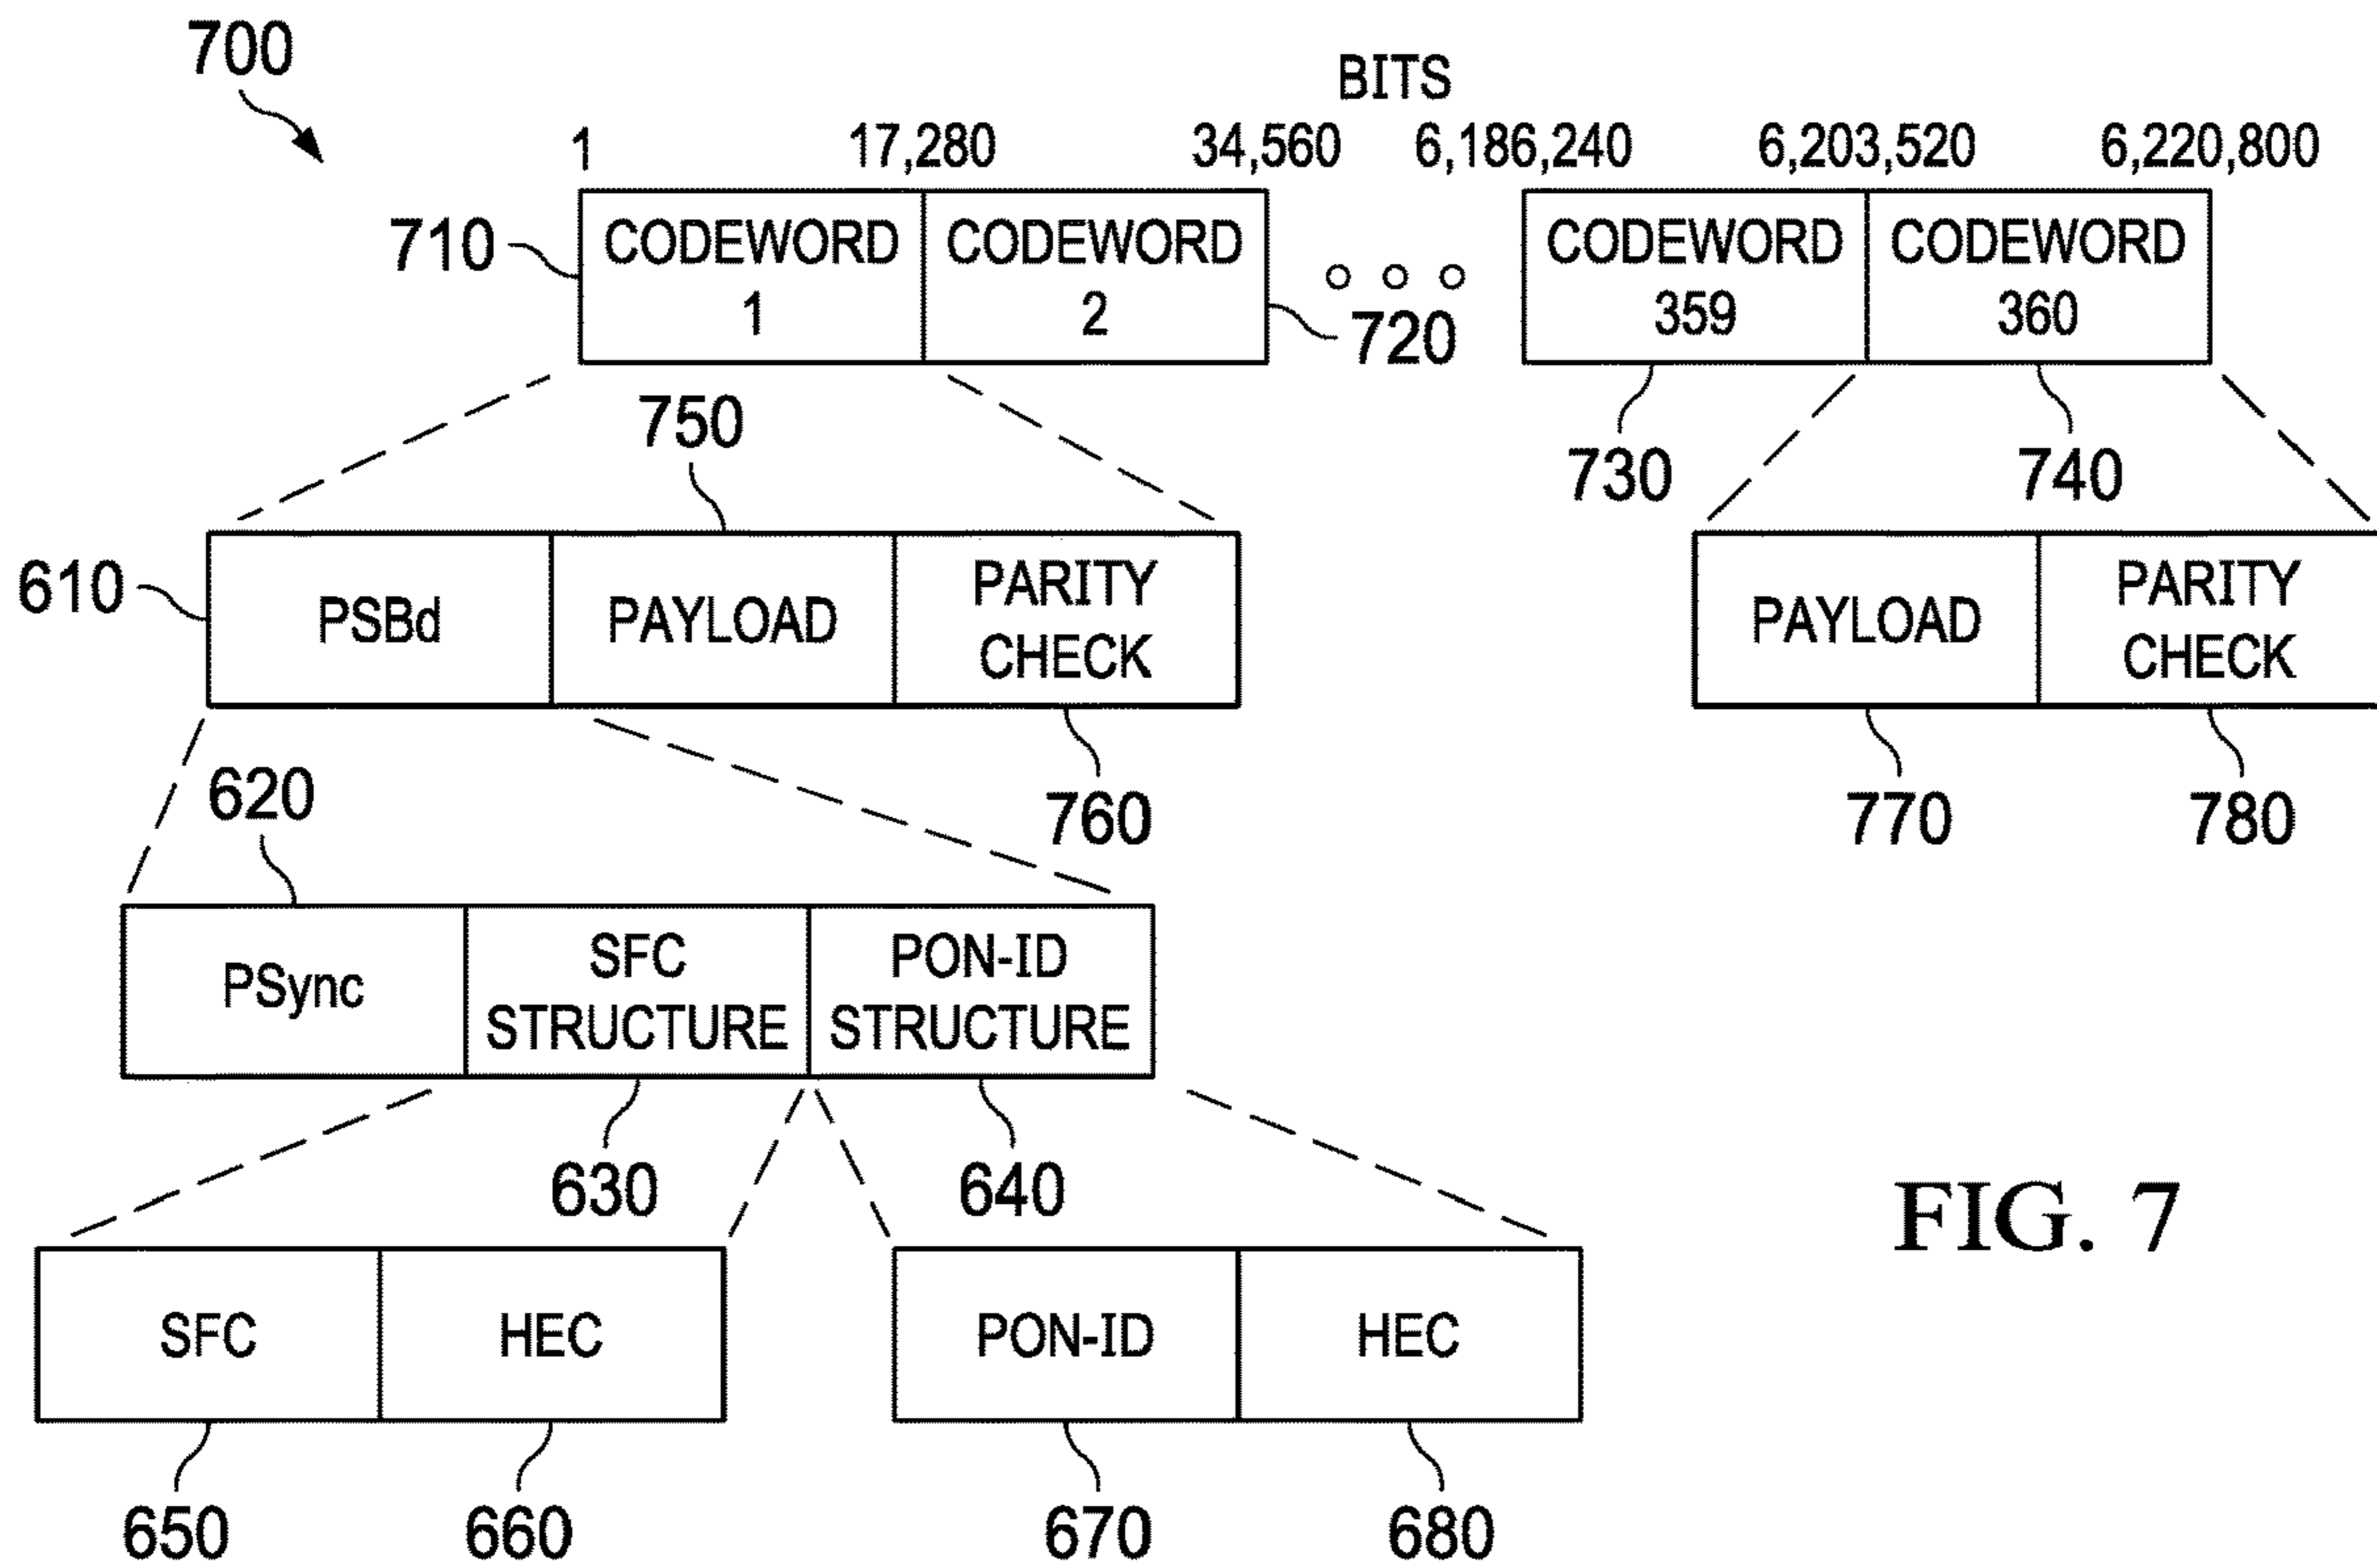 700
BITS
1 17,280 34,560 6,186,240 6,203,520 6,220,800
710
CODEWORD
1
CODEWORD
2
720
CODEWORD
359
CODEWORD
360
730
740
750
610
PSBd
PAYLOAD
PARITY
CHECK
760
PAYLOAD
PARITY
CHECK
770
780
620
PSync
SFC
STRUCTURE
PON-ID
STRUCTURE
630
640
SFC
HEC
PON-ID
HEC
650
660
670
680
FIG. 7